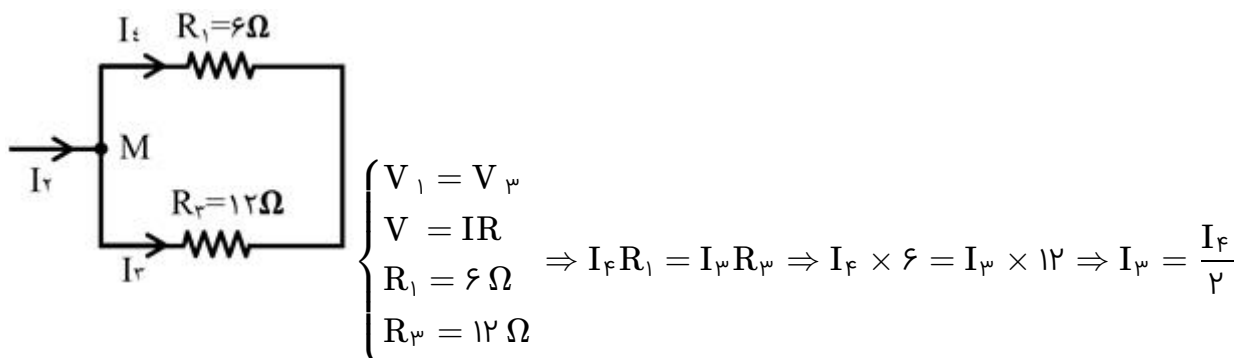 I₄ R₁=۶Ω
M
I₂
R₃=۱۲Ω
I₃
V₁ = V₃
V = IR
R₁ = ۶ Ω
R₃ = ۱۲ Ω
⇒ I₄R₁ = I₃R₃ ⇒ I₄ × ۶ = I₃ × ۱۲ ⇒ I₃ = I₄/۲